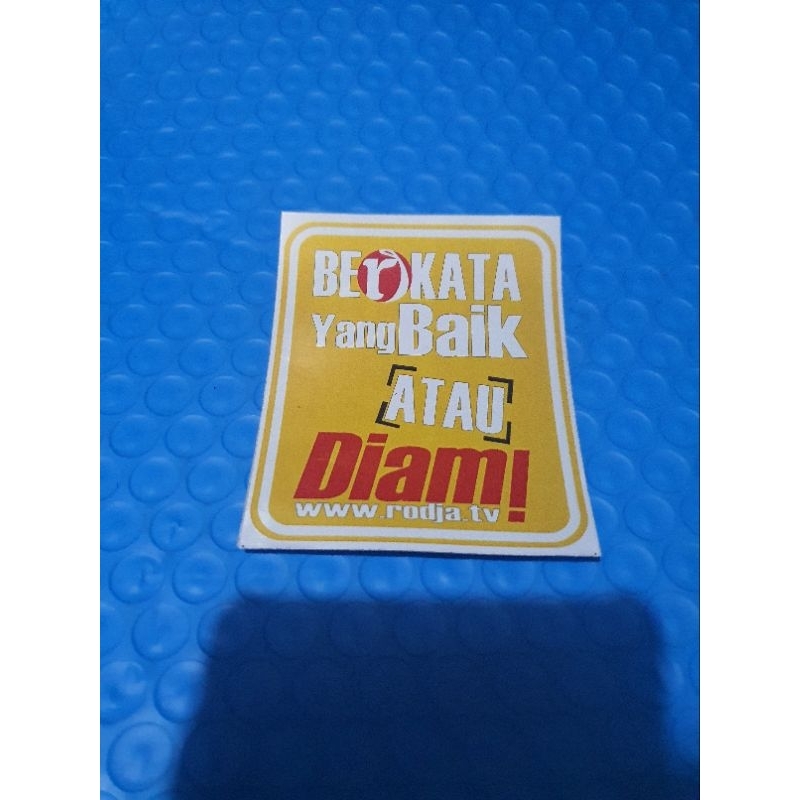 BErKATA
Yang Baik
ATAU
Diam!
www.rodja.tv